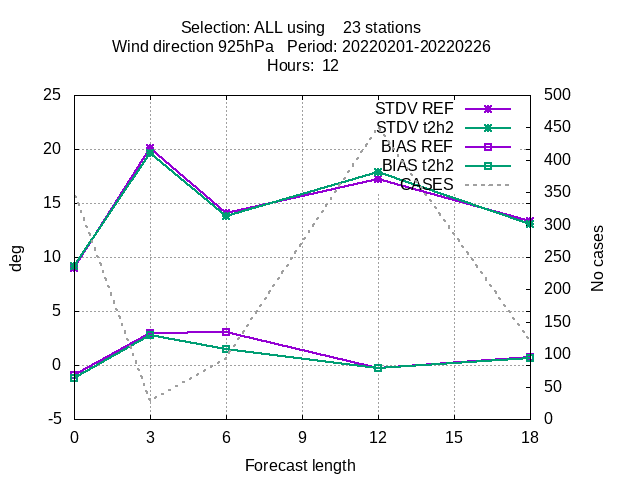 Selection: ALL using    23 stations
Wind direction 925hPa   Period: 20220201-20220226
Hours:  12
25
20
15
10
5
0
-5
500
450
400
350
300
250
200
150
100
50
0
STDV REF
STDV t2h2
BIAS REF
BIAS t2h2
CASES
deg
No cases
0 3 6 9 12 15 18
Forecast length